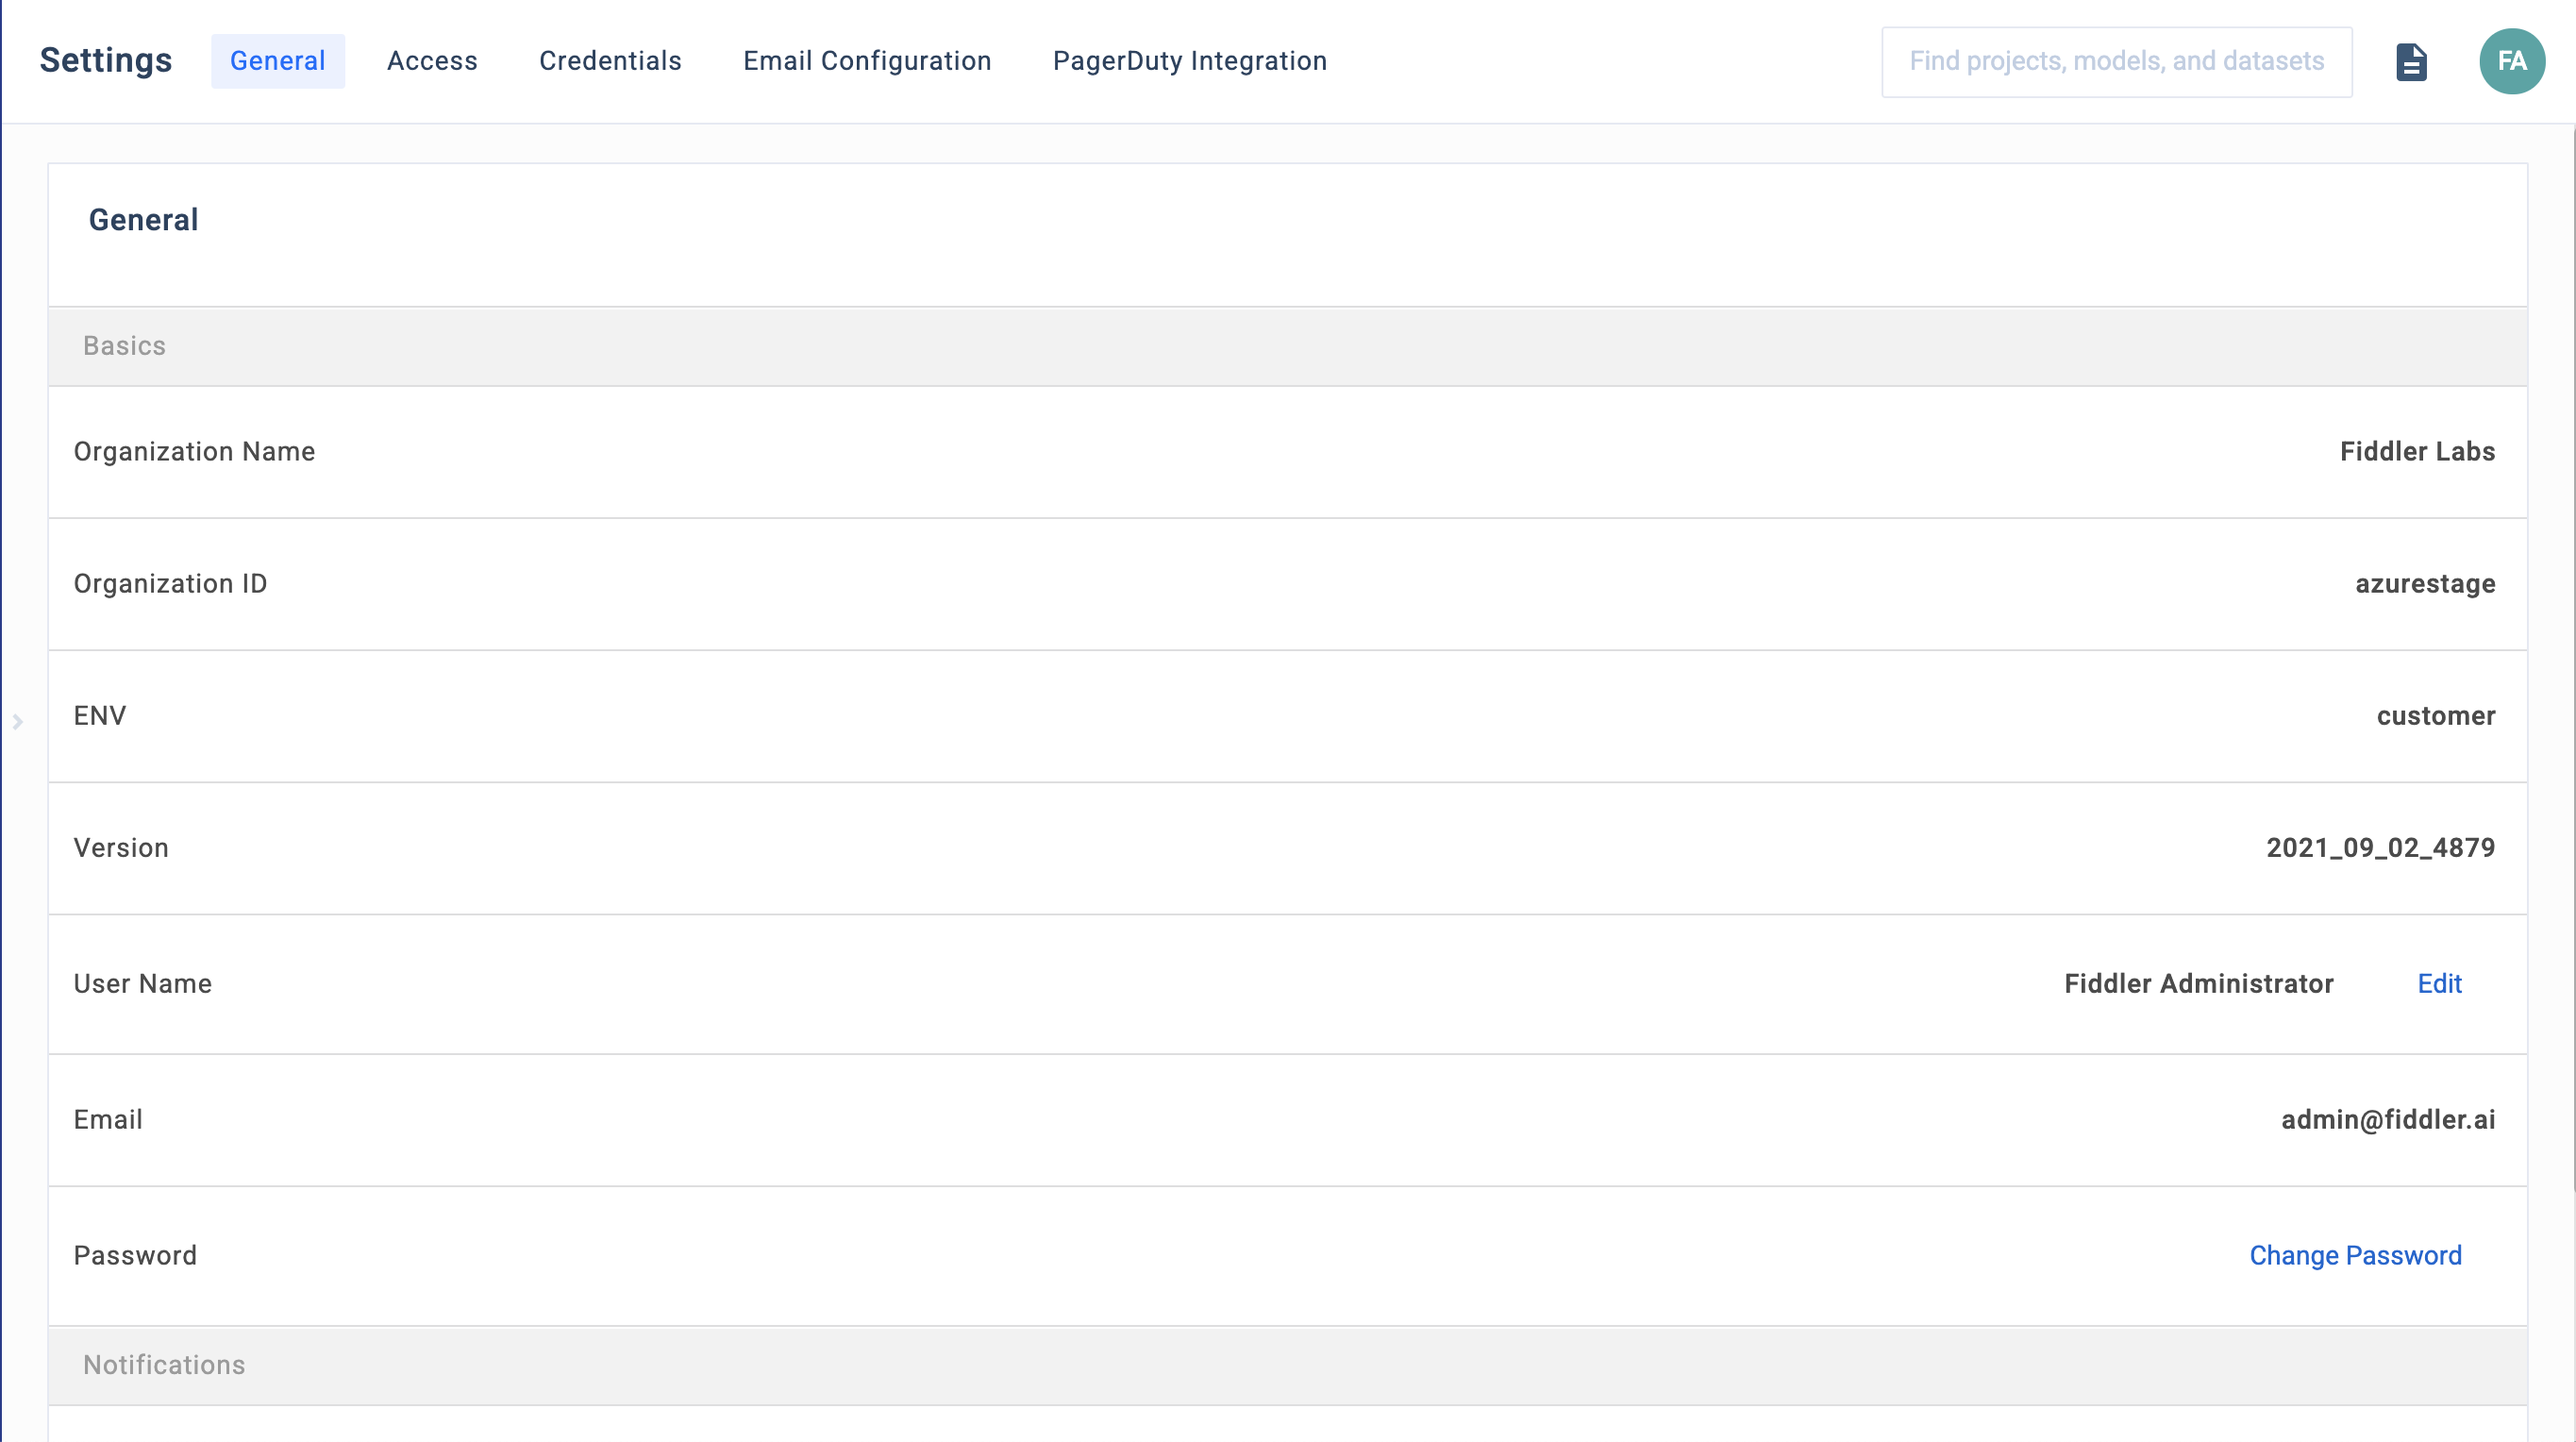 Settings General Access Credentials Email Configuration PagerDuty Integration Find projects, models, and datasets FA
General
Basics
Organization Name Fiddler Labs
Organization ID azurestage
ENV customer
Version 2021_09_02_4879
User Name Fiddler Administrator Edit
Email admin@fiddler.ai
Password Change Password
Notifications